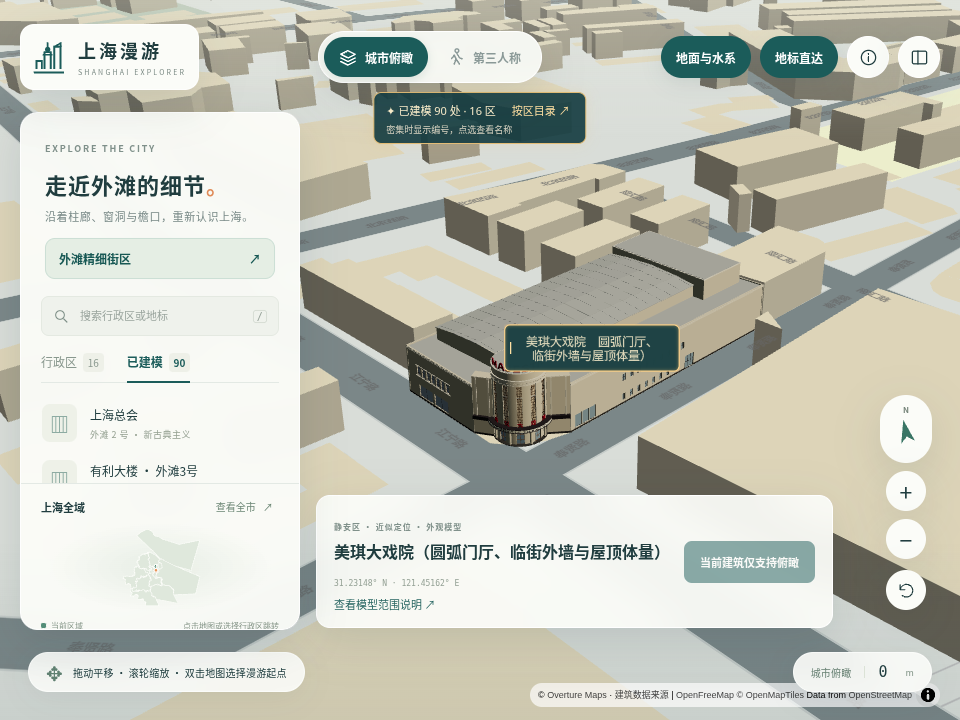 上海漫游
SHANGHAI EXPLORER
城市俯瞰
第三人称
地面与水系
地标直达
✦ 已建模 90 处 · 16 区 按区目录 ↗
密集时显示编号，点选查看名称
EXPLORE THE CITY
走近外滩的细节。
沿着柱廊、窗洞与檐口，重新认识上海。
外滩精细街区 ↗
搜索行政区或地标 /
行政区 16 已建模 90
上海总会
外滩 2 号 · 新古典主义
有利大楼 · 外滩3号
上海全域 查看全市 ↗
当前区域 点击地图或选择行政区跳转
美琪大戏院 圆弧门厅、
临街外墙与屋顶体量）
辽宁路
N
+
−
静安区 · 近似定位 · 外观模型
美琪大戏院（圆弧门厅、临街外墙与屋顶体量）
31.23148° N · 121.45162° E
查看模型范围说明 ↗
当前建筑仅支持俯瞰
拖动平移 · 滚轮缩放 · 双击地图选择漫游起点
城市俯瞰 0 m
© Overture Maps · 建筑数据来源 | OpenFreeMap © OpenMapTiles Data from OpenStreetMap